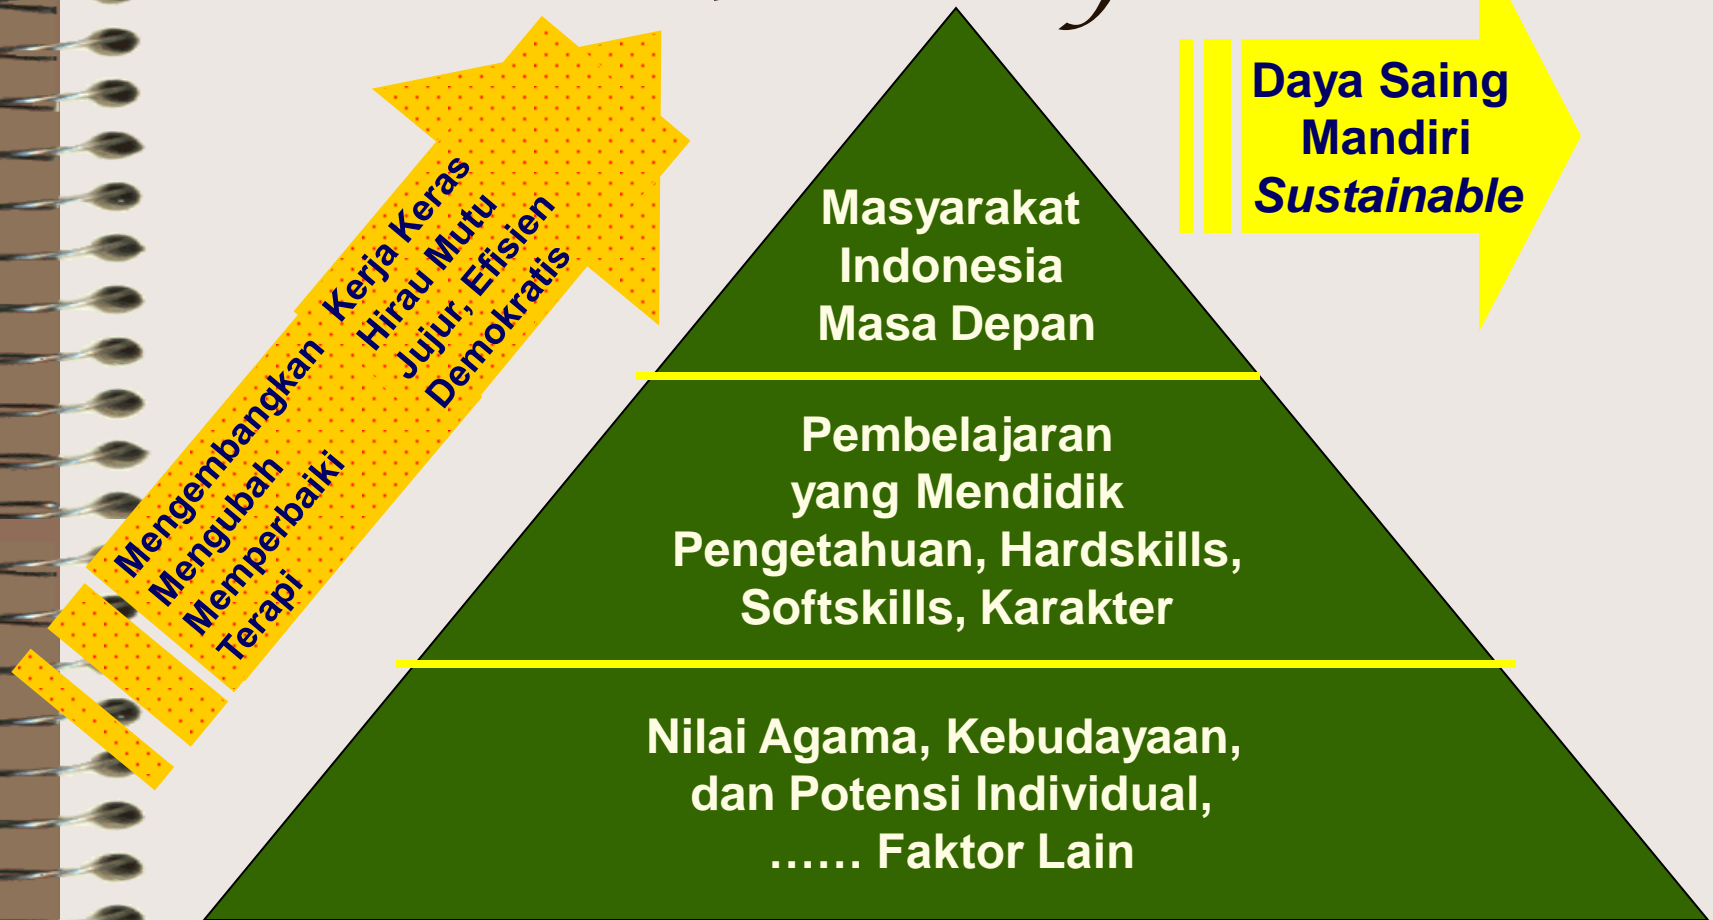 Daya Saing
Mandiri
Sustainable
Kerja Keras
Hirau Mutu
Jujur, Efisien
Demokratis
Mengembangkan
Mengubah
Memperbaiki
Terapi
Masyarakat
Indonesia
Masa Depan
Pembelajaran
yang Mendidik
Pengetahuan, Hardskills,
Softskills, Karakter
Nilai Agama, Kebudayaan,
dan Potensi Individual,
…… Faktor Lain